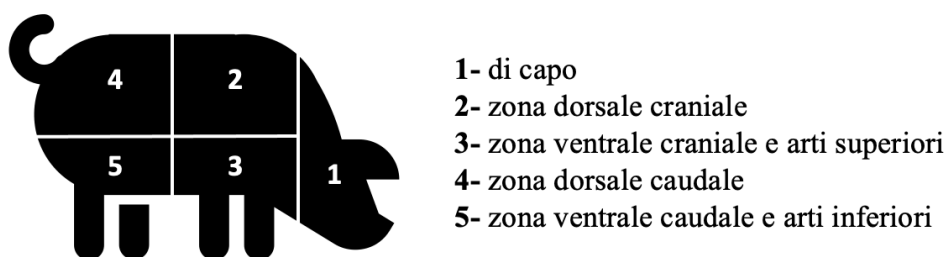 4
2
5
3
1
1- di capo
2- zona dorsale craniale
3- zona ventrale craniale e arti superiori
4- zona dorsale caudale
5- zona ventrale caudale e arti inferiori